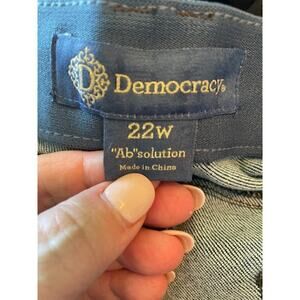 D Democracy®
22W
"Ab"solution
Made in China